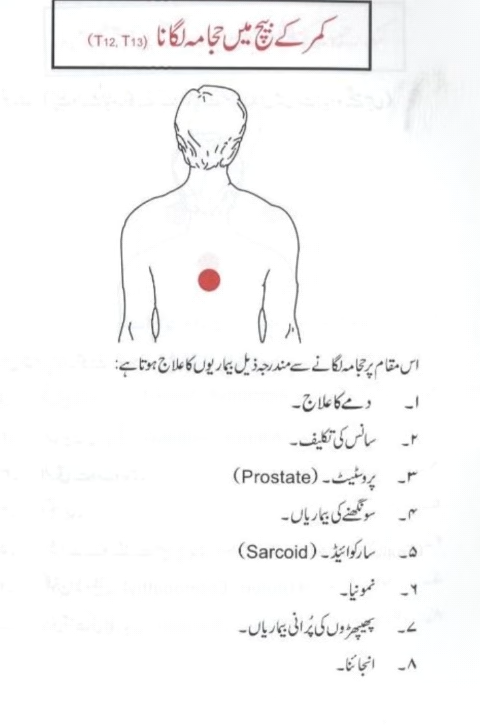 کمر کے بیچ میں حجامہ لگانا (T12, T13)
اس مقام پر حجامہ لگانے سے مندرجہ ذیل بیماریوں کا علاج ہوتا ہے:
۱۔ دمے کا علاج۔
۲۔ سانس کی تکلیف۔
۳۔ پروسٹیٹ۔ (Prostate)
۴۔ سونگھنے کی بیماریاں۔
۵۔ سارکوائیڈ۔ (Sarcoid)
۶۔ نمونیا۔
۷۔ پھیپھڑوں کی پُرانی بیماریاں۔
۸۔ انجائنا۔